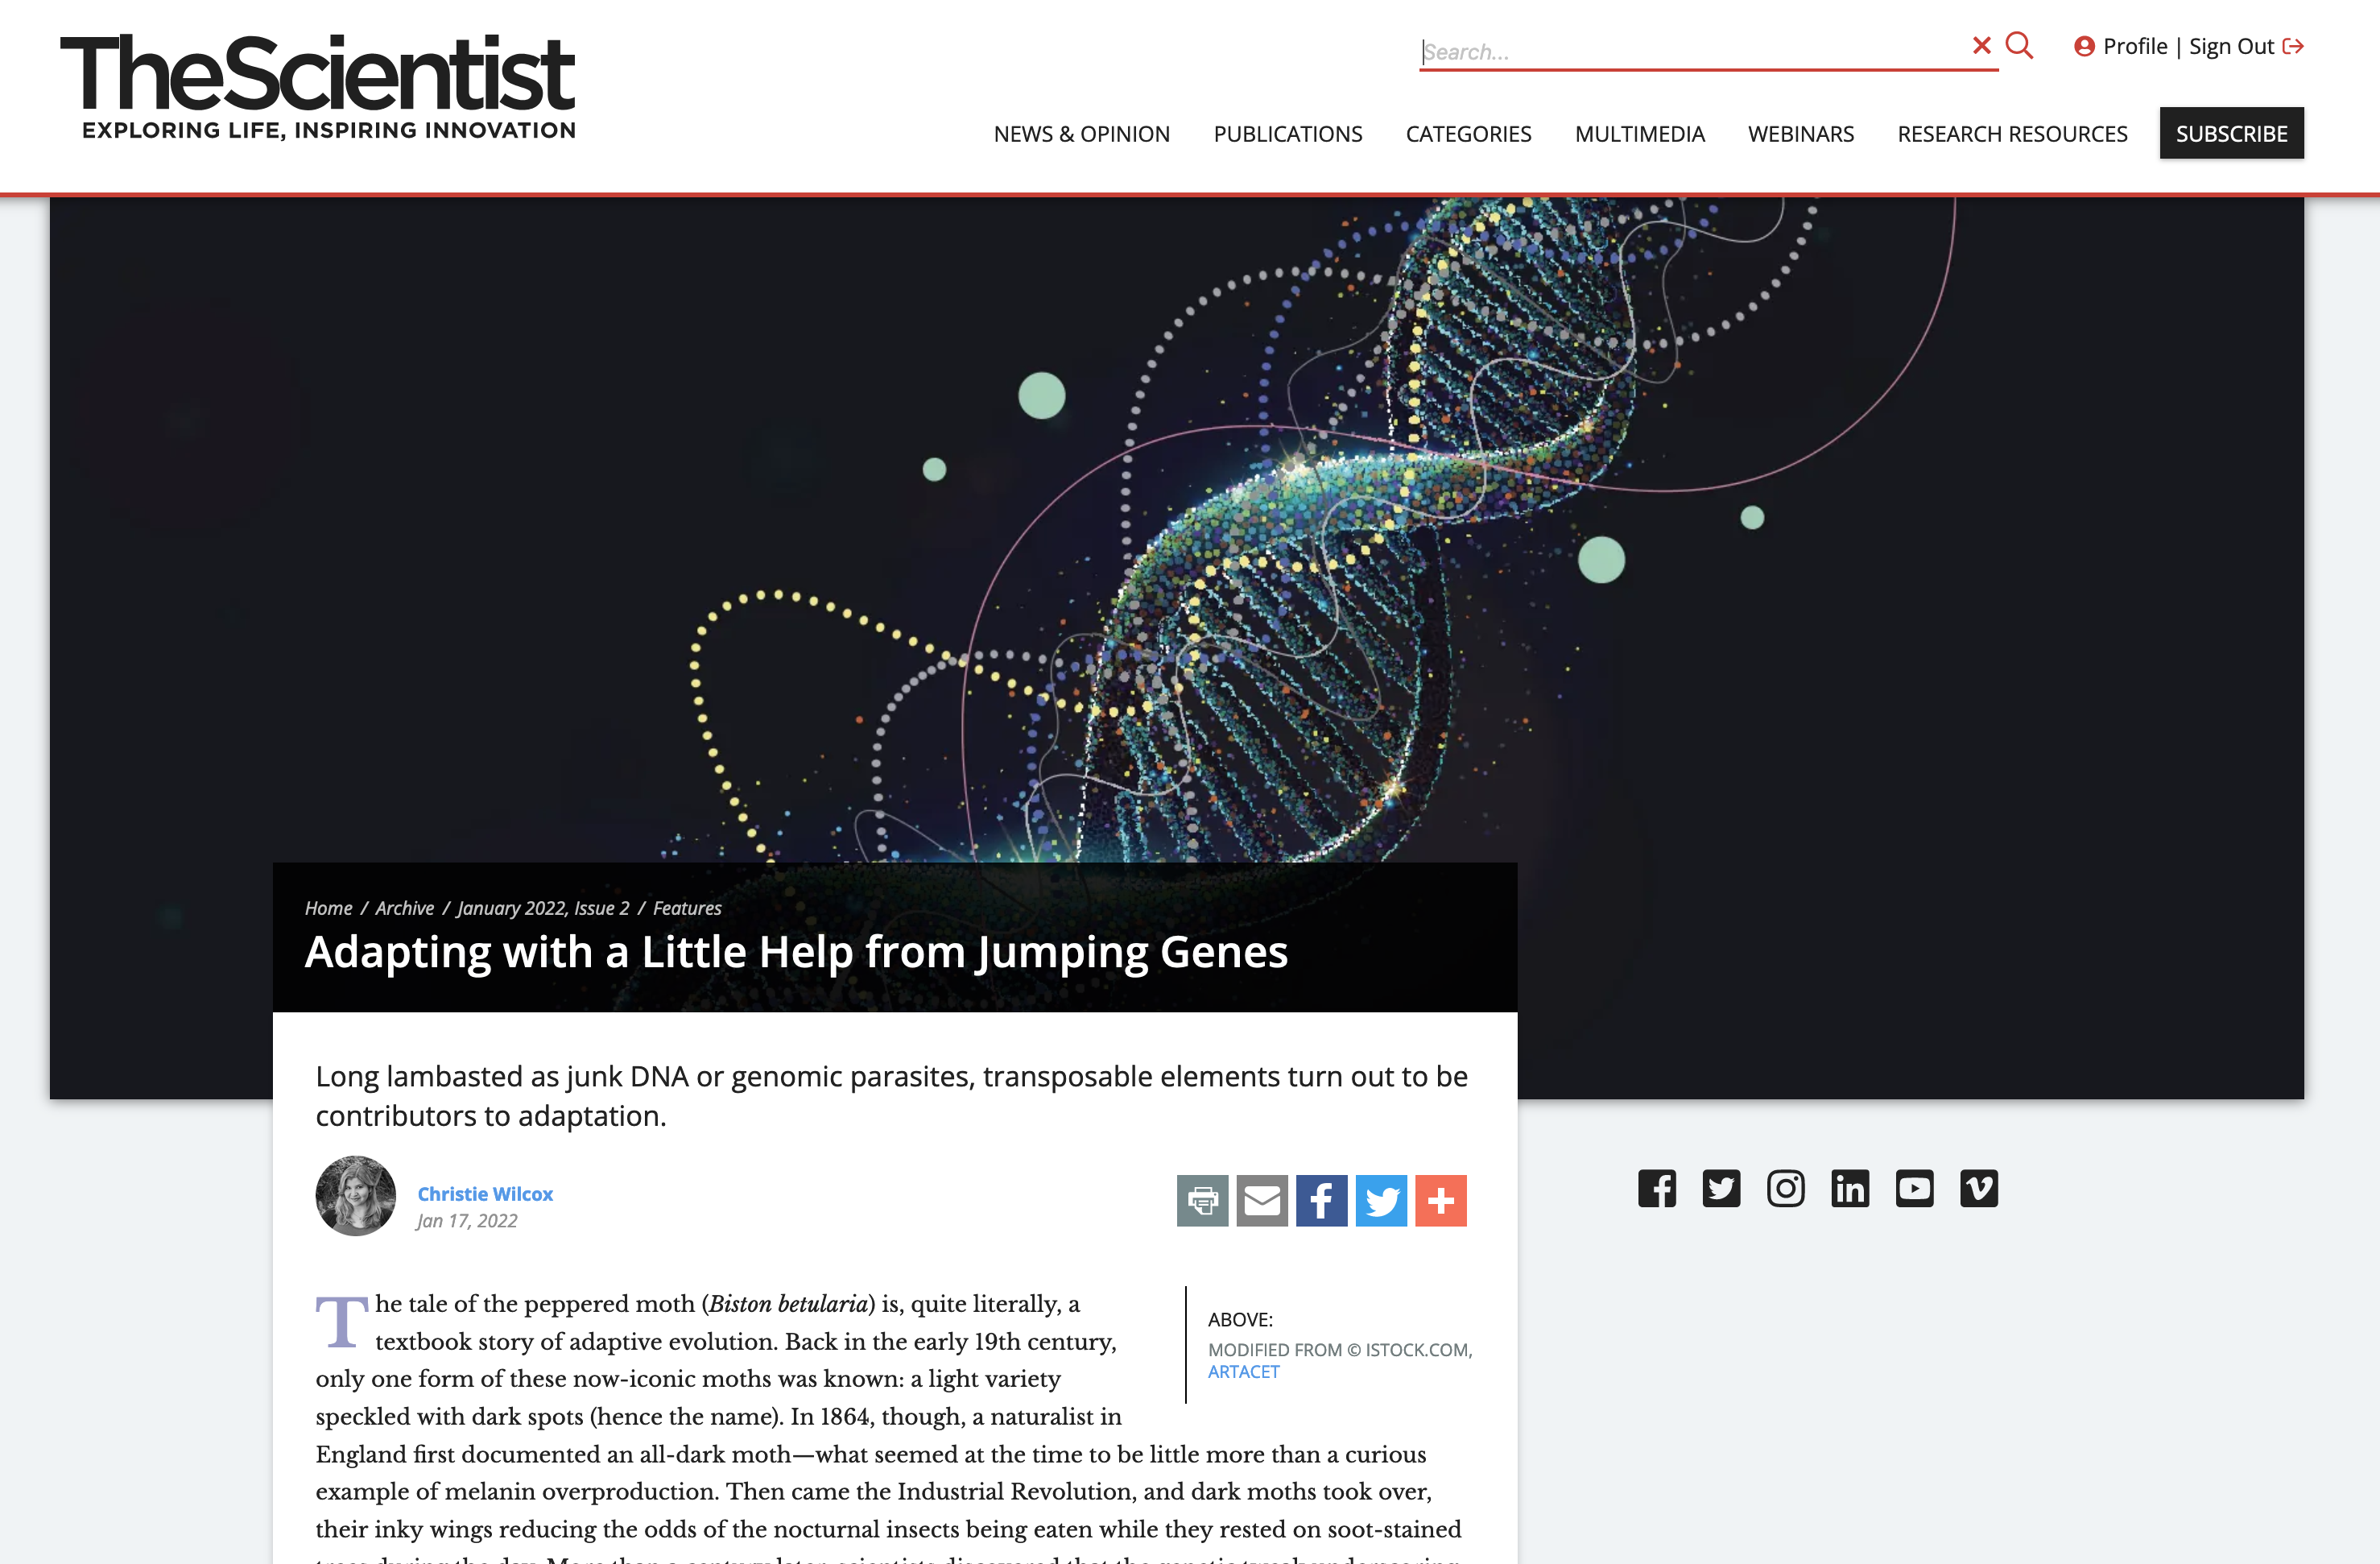 TheScientist
EXPLORING LIFE, INSPIRING INNOVATION
Search...
Profile | Sign Out
NEWS & OPINION PUBLICATIONS CATEGORIES MULTIMEDIA WEBINARS RESEARCH RESOURCES SUBSCRIBE
Home / Archive / January 2022, Issue 2 / Features
Adapting with a Little Help from Jumping Genes
Long lambasted as junk DNA or genomic parasites, transposable elements turn out to be
contributors to adaptation.
Christie Wilcox
Jan 17, 2022
The tale of the peppered moth (Biston betularia) is, quite literally, a
textbook story of adaptive evolution. Back in the early 19th century,
only one form of these now-iconic moths was known: a light variety
speckled with dark spots (hence the name). In 1864, though, a naturalist in
England first documented an all-dark moth—what seemed at the time to be little more than a curious
example of melanin overproduction. Then came the Industrial Revolution, and dark moths took over,
their inky wings reducing the odds of the nocturnal insects being eaten while they rested on soot-stained
ABOVE:
MODIFIED FROM © ISTOCK.COM,
ARTACET